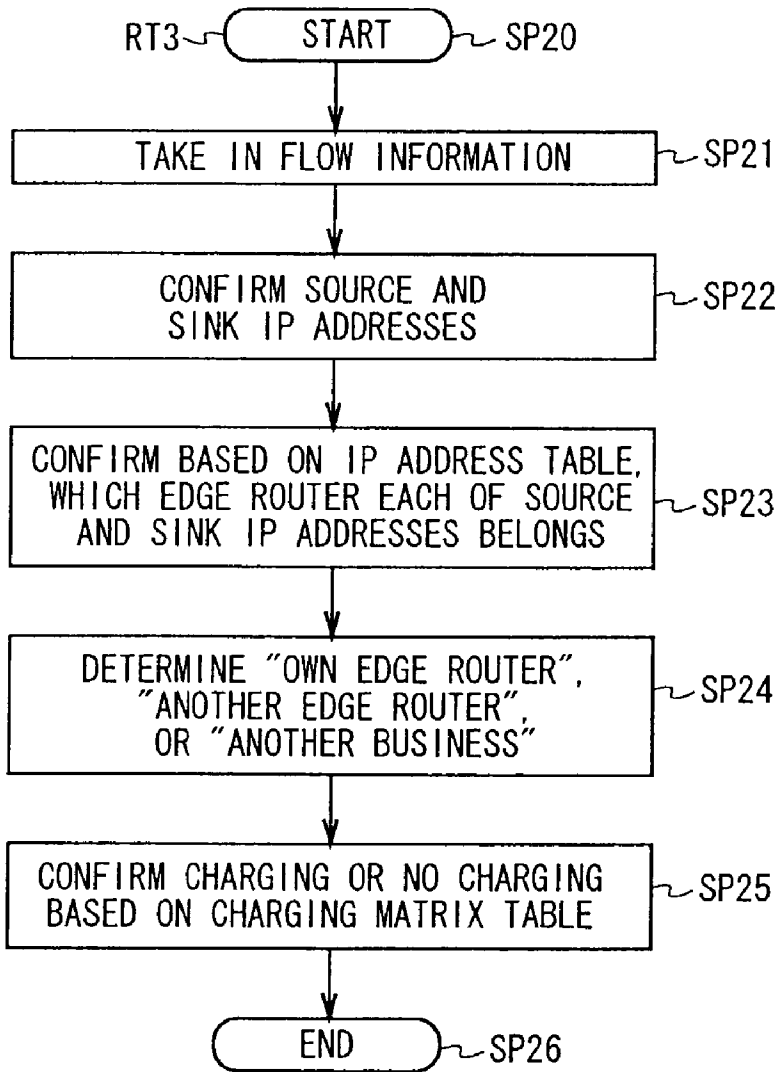 RT3 START SP20
TAKE IN FLOW INFORMATION SP21
CONFIRM SOURCE AND
SINK IP ADDRESSES
SP22
CONFIRM BASED ON IP ADDRESS TABLE,
WHICH EDGE ROUTER EACH OF SOURCE
AND SINK IP ADDRESSES BELONGS
SP23
DETERMINE "OWN EDGE ROUTER",
"ANOTHER EDGE ROUTER",
OR "ANOTHER BUSINESS"
SP24
CONFIRM CHARGING OR NO CHARGING
BASED ON CHARGING MATRIX TABLE
SP25
END SP26